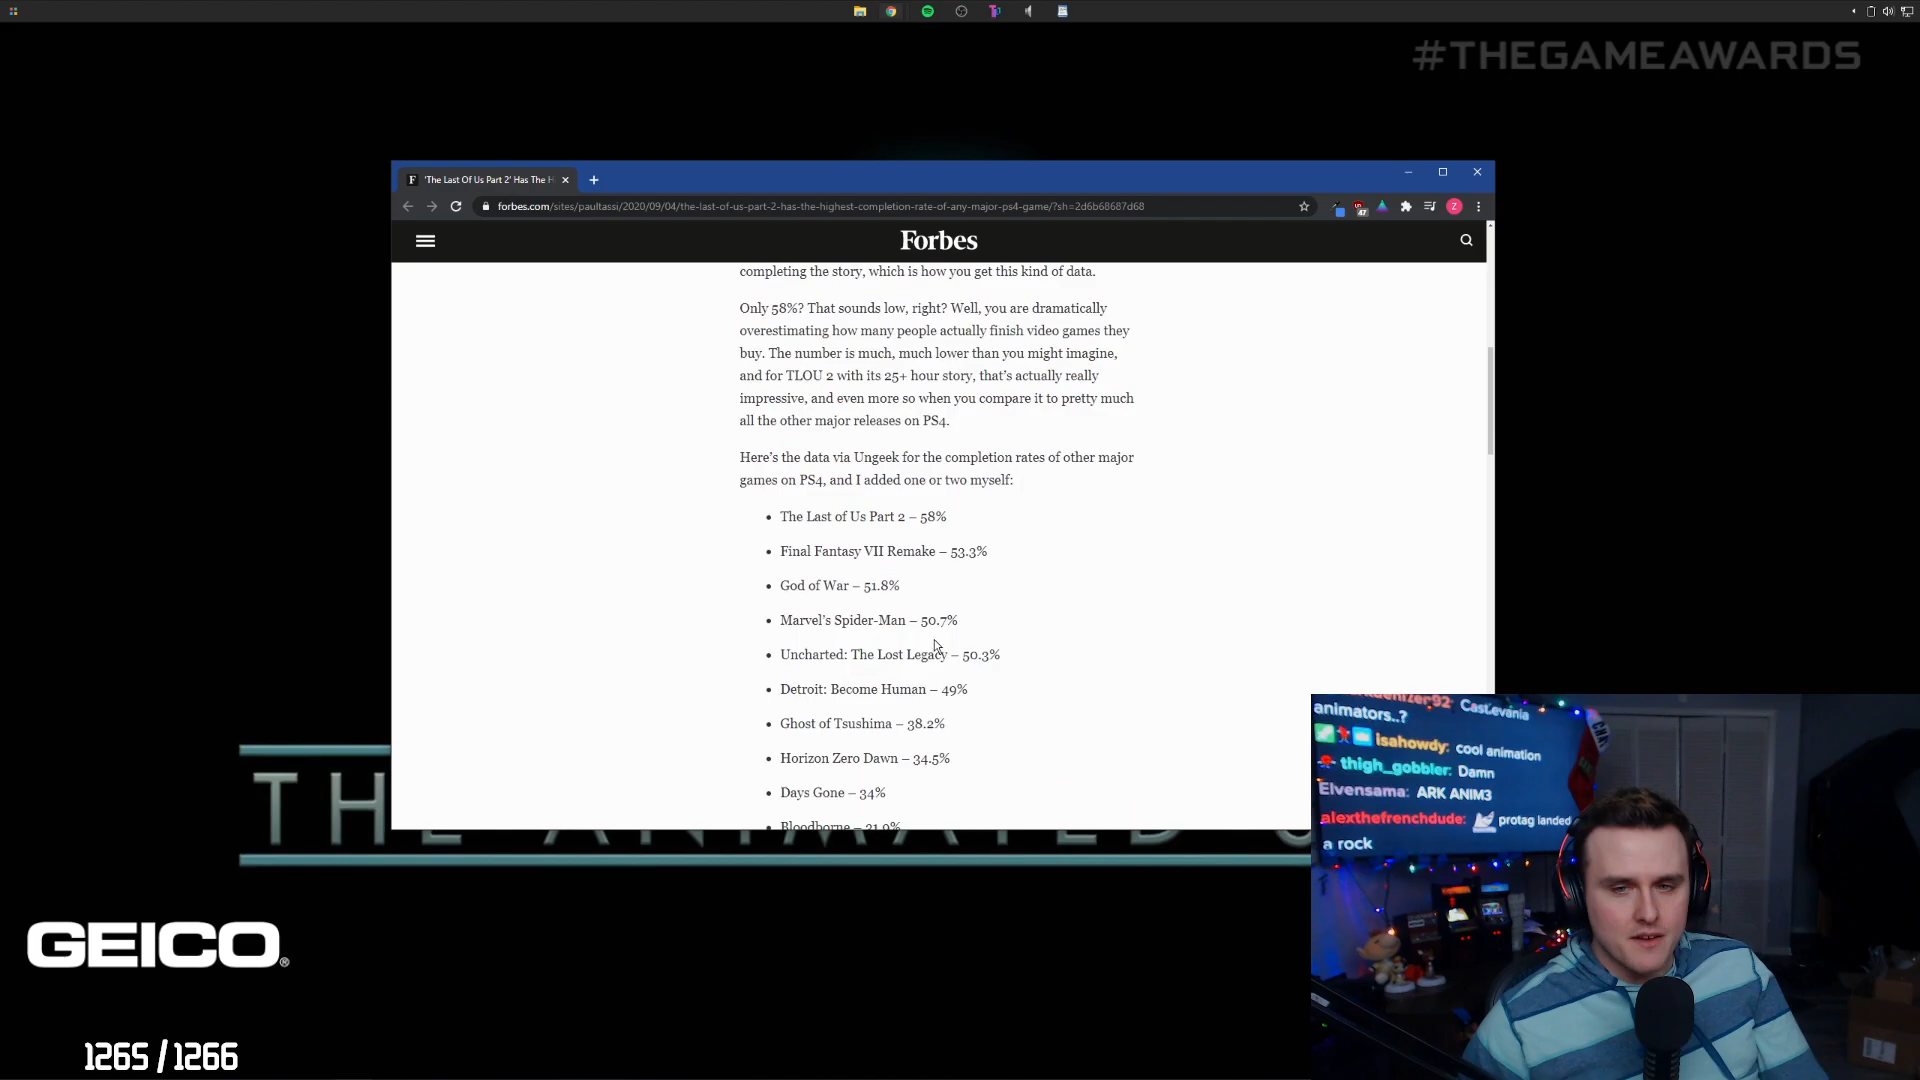 #THEGAMEAWARDS
'The Last Of Us Part 2' Has The H
forbes.com/sites/paultassi/2020/09/04/the-last-of-us-part-2-has-the-highest-completion-rate-of-any-major-ps4-game/?sh=2d6b68687d68
47
Z
Forbes
completing the story, which is how you get this kind of data.
Only 58%? That sounds low, right? Well, you are dramatically
overestimating how many people actually finish video games they
buy. The number is much, much lower than you might imagine,
and for TLOU 2 with its 25+ hour story, that's actually really
impressive, and even more so when you compare it to pretty much
all the other major releases on PS4.
Here's the data via Ungeek for the completion rates of other major
games on PS4, and I added one or two myself:
• The Last of Us Part 2 – 58%
• Final Fantasy VII Remake – 53.3%
• God of War – 51.8%
• Marvel's Spider-Man – 50.7%
• Uncharted: The Lost Legacy – 50.3%
• Detroit: Become Human – 49%
• Ghost of Tsushima – 38.2%
• Horizon Zero Dawn – 34.5%
• Days Gone – 34%
• Bloodborne – 31.9%
THE ANIMATED
Castlevania
animators..?
isahowdy: cool animation
thigh_gobbler: Damn
Elvensama: ARK ANIM3
alexthefrenchdude: protag landed
a rock
CHAT
GEICO®
1265 / 1266